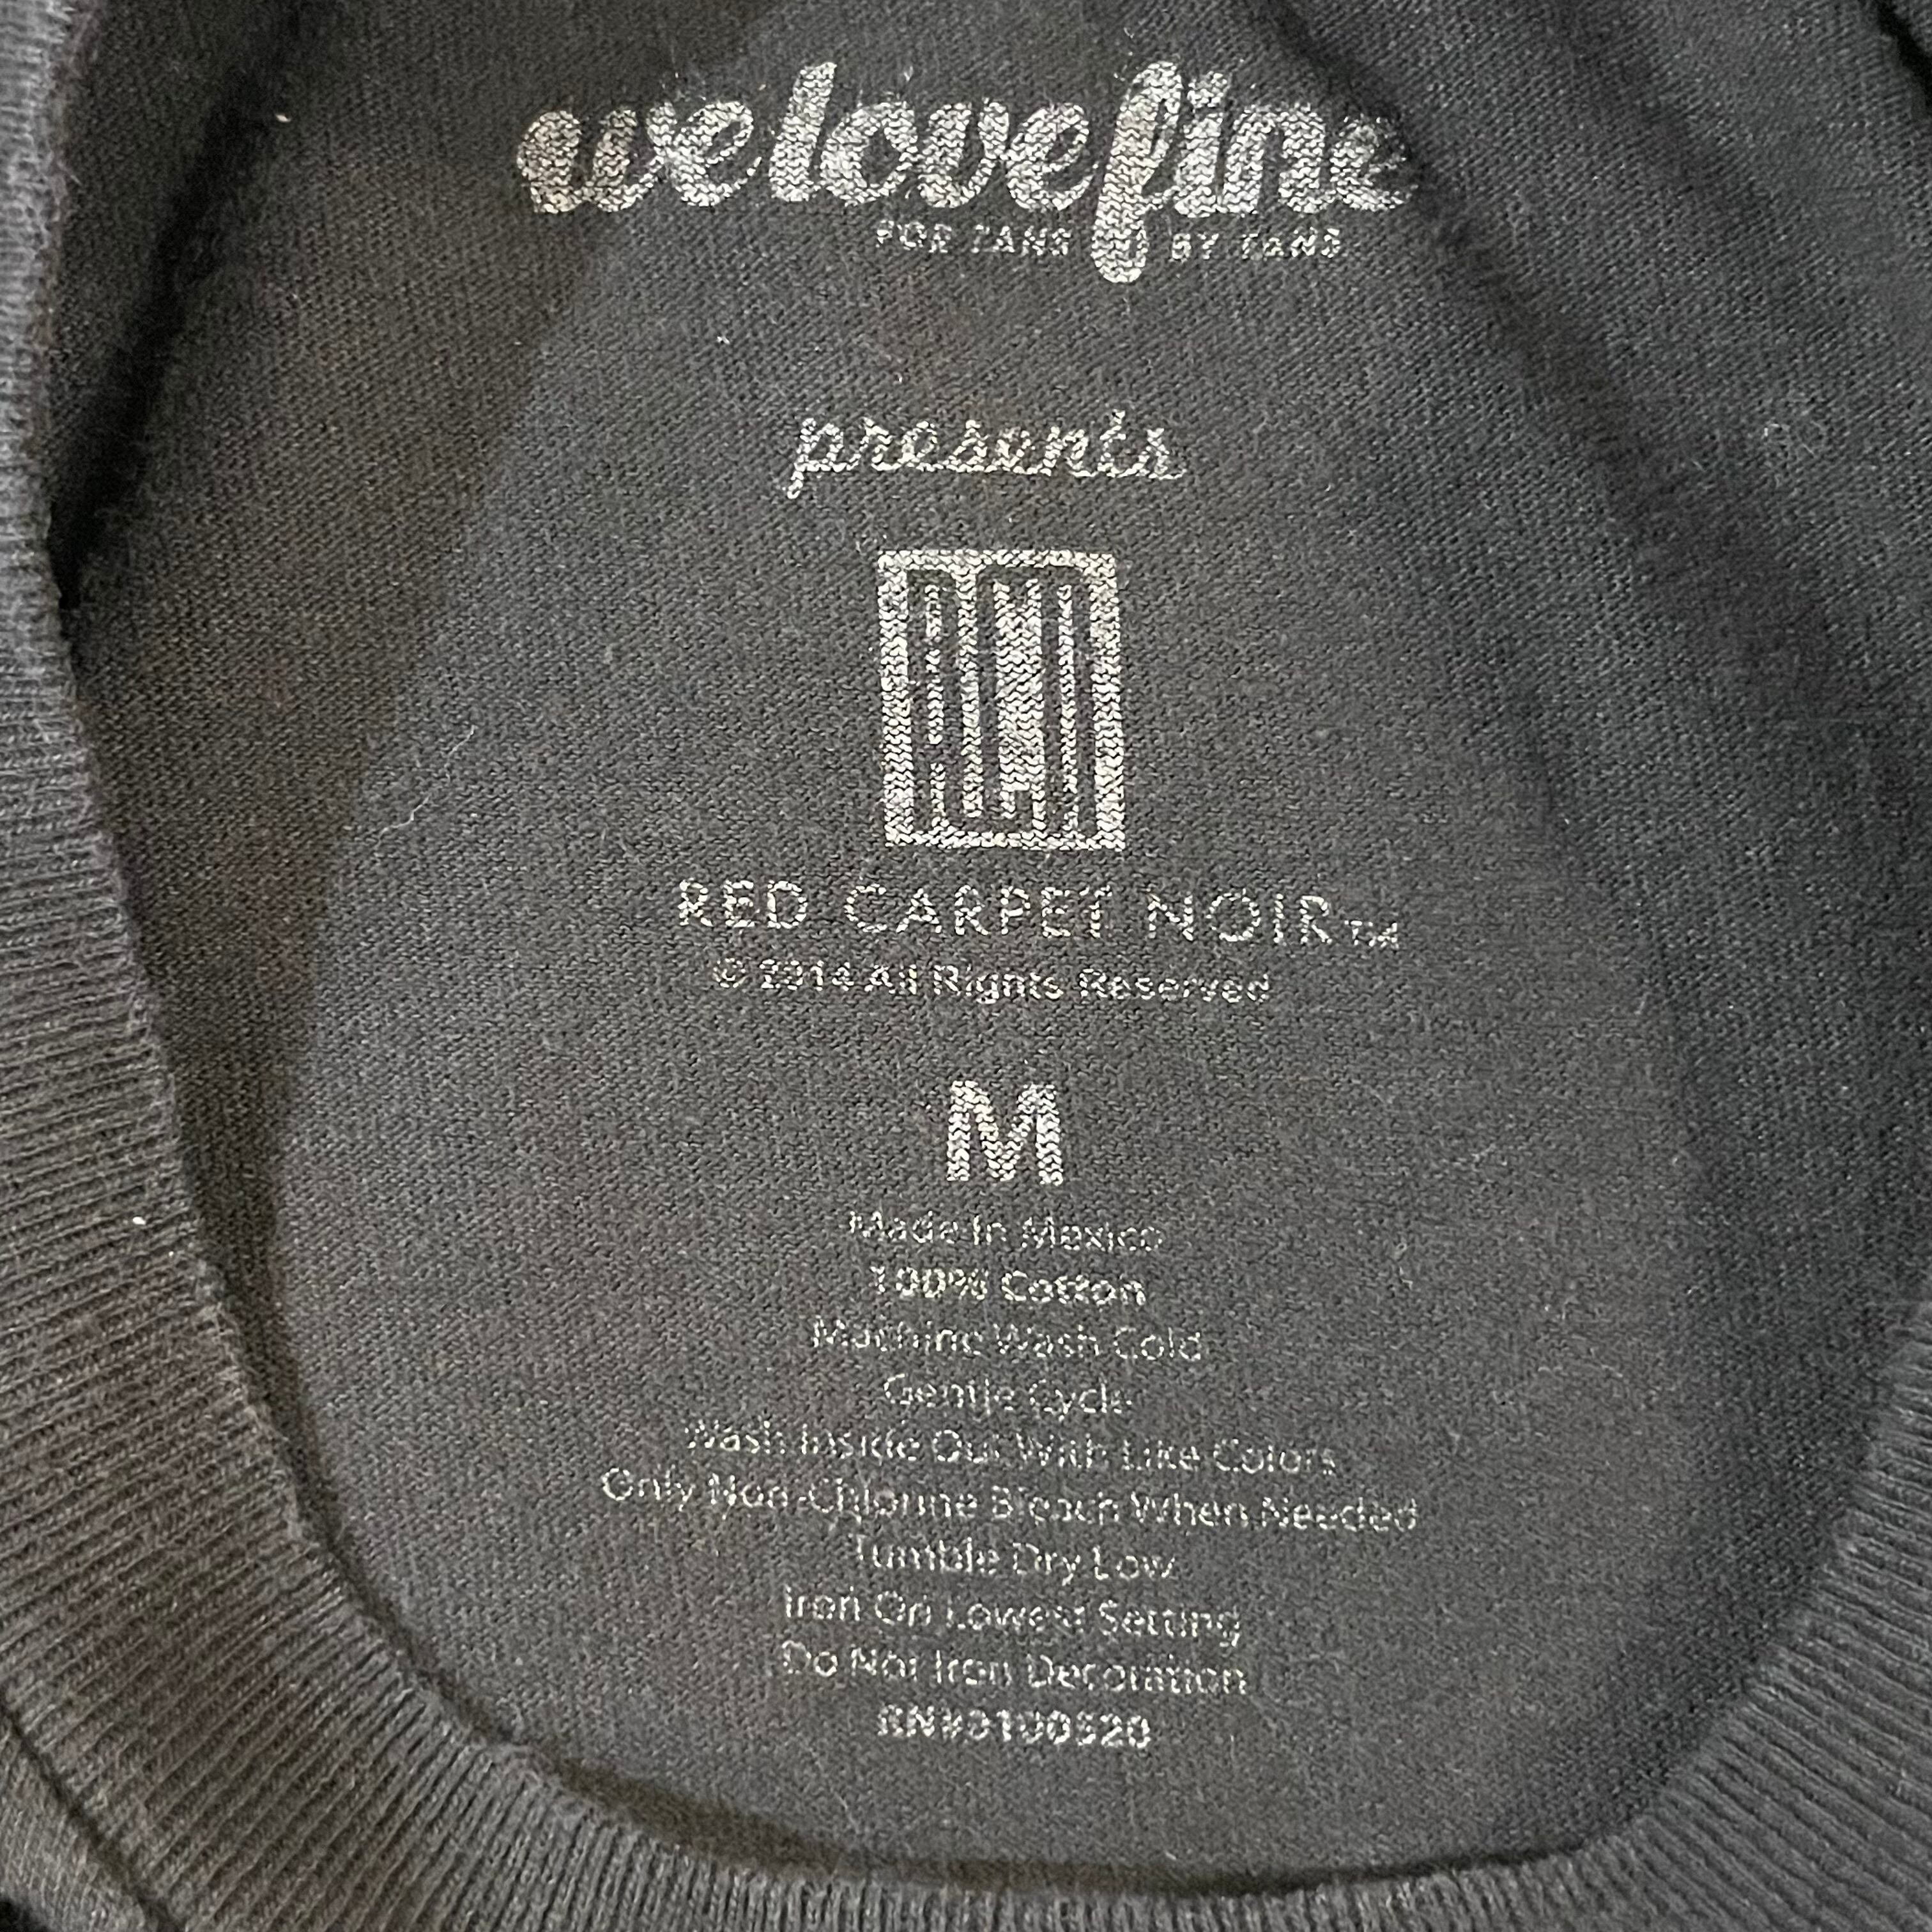 welovefine
FOR FANS BY FANS
presents
RED CARPET NOIR™
© 2014 All Rights Reserved
M
Made In Mexico
100% Cotton
Machine Wash Cold
Gentle Cycle
Wash Inside Out With Like Colors
Only Non-Chlorine Bleach When Needed
Tumble Dry Low
Iron On Lowest Setting
Do Not Iron Decoration
RN#0100520